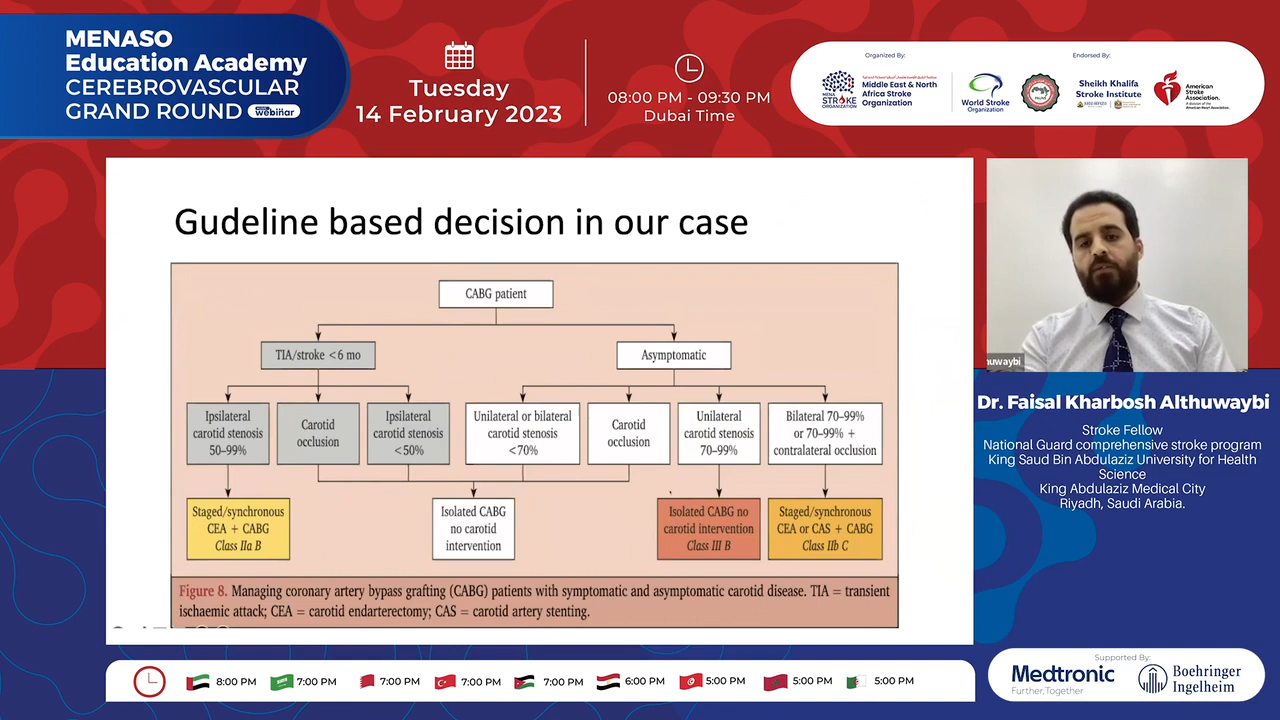 MENASO
Education Academy
CEREBROVASCULAR
GRAND ROUND webinar
Tuesday
14 February 2023
08:00 PM - 09:30 PM
Dubai Time
Organized By:
MENA
STROKE
ORGANIZATION
Middle East & North
Africa Stroke
Organization
Endorsed By:
World Stroke
Organization
Sheikh Khalifa
Stroke Institute
American
Stroke
Association.
Gudeline based decision in our case
CABG patient
TIA/stroke <6 mo
Asymptomatic
Ipsilateral
carotid stenosis
50–99%
Carotid
occlusion
Ipsilateral
carotid stenosis
<50%
Unilateral or bilateral
carotid stenosis
<70%
Carotid
occlusion
Unilateral
carotid stenosis
70–99%
Bilateral 70–99%
or 70–99% +
contralateral occlusion
Staged/synchronous
CEA + CABG
Class IIa B
Isolated CABG
no carotid
intervention
Isolated CABG no
carotid intervention
Class III B
Staged/synchronous
CEA or CAS + CABG
Class IIb C
Figure 8. Managing coronary artery bypass grafting (CABG) patients with symptomatic and asymptomatic carotid disease. TIA = transient
ischaemic attack; CEA = carotid endarterectomy; CAS = carotid artery stenting.
huwaybi
Dr. Faisal Kharbosh Althuwaybi
Stroke Fellow
National Guard comprehensive stroke program
King Saud Bin Abdulaziz University for Health
Science
King Abdulaziz Medical City
Riyadh, Saudi Arabia.
8:00 PM
7:00 PM
7:00 PM
7:00 PM
7:00 PM
6:00 PM
5:00 PM
5:00 PM
5:00 PM
Supported By:
Medtronic
Further, Together
Boehringer
Ingelheim